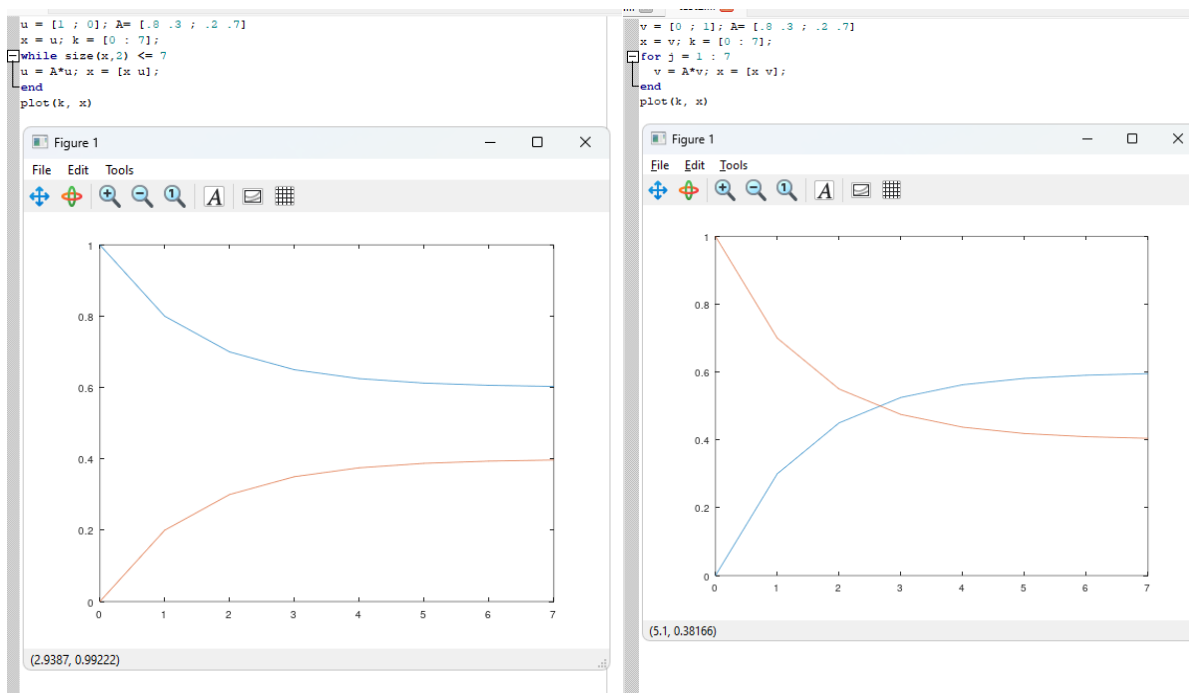 u = [1 ; 0]; A= [.8 .3 ; .2 .7]
x = u; k = [0 : 7];
while size(x,2) <= 7
u = A*u; x = [x u];
end
plot(k, x)
Figure 1
File Edit Tools
A
1
0.8
0.6
0.4
0.2
0
0 1 2 3 4 5 6 7
(2.9387, 0.99222)
v = [0 ; 1]; A= [.8 .3 ; .2 .7]
x = v; k = [0 : 7];
for j = 1 : 7
v = A*v; x = [x v];
end
plot(k, x)
Figure 1
File Edit Tools
A
1
0.8
0.6
0.4
0.2
0
0 1 2 3 4 5 6 7
(5.1, 0.38166)